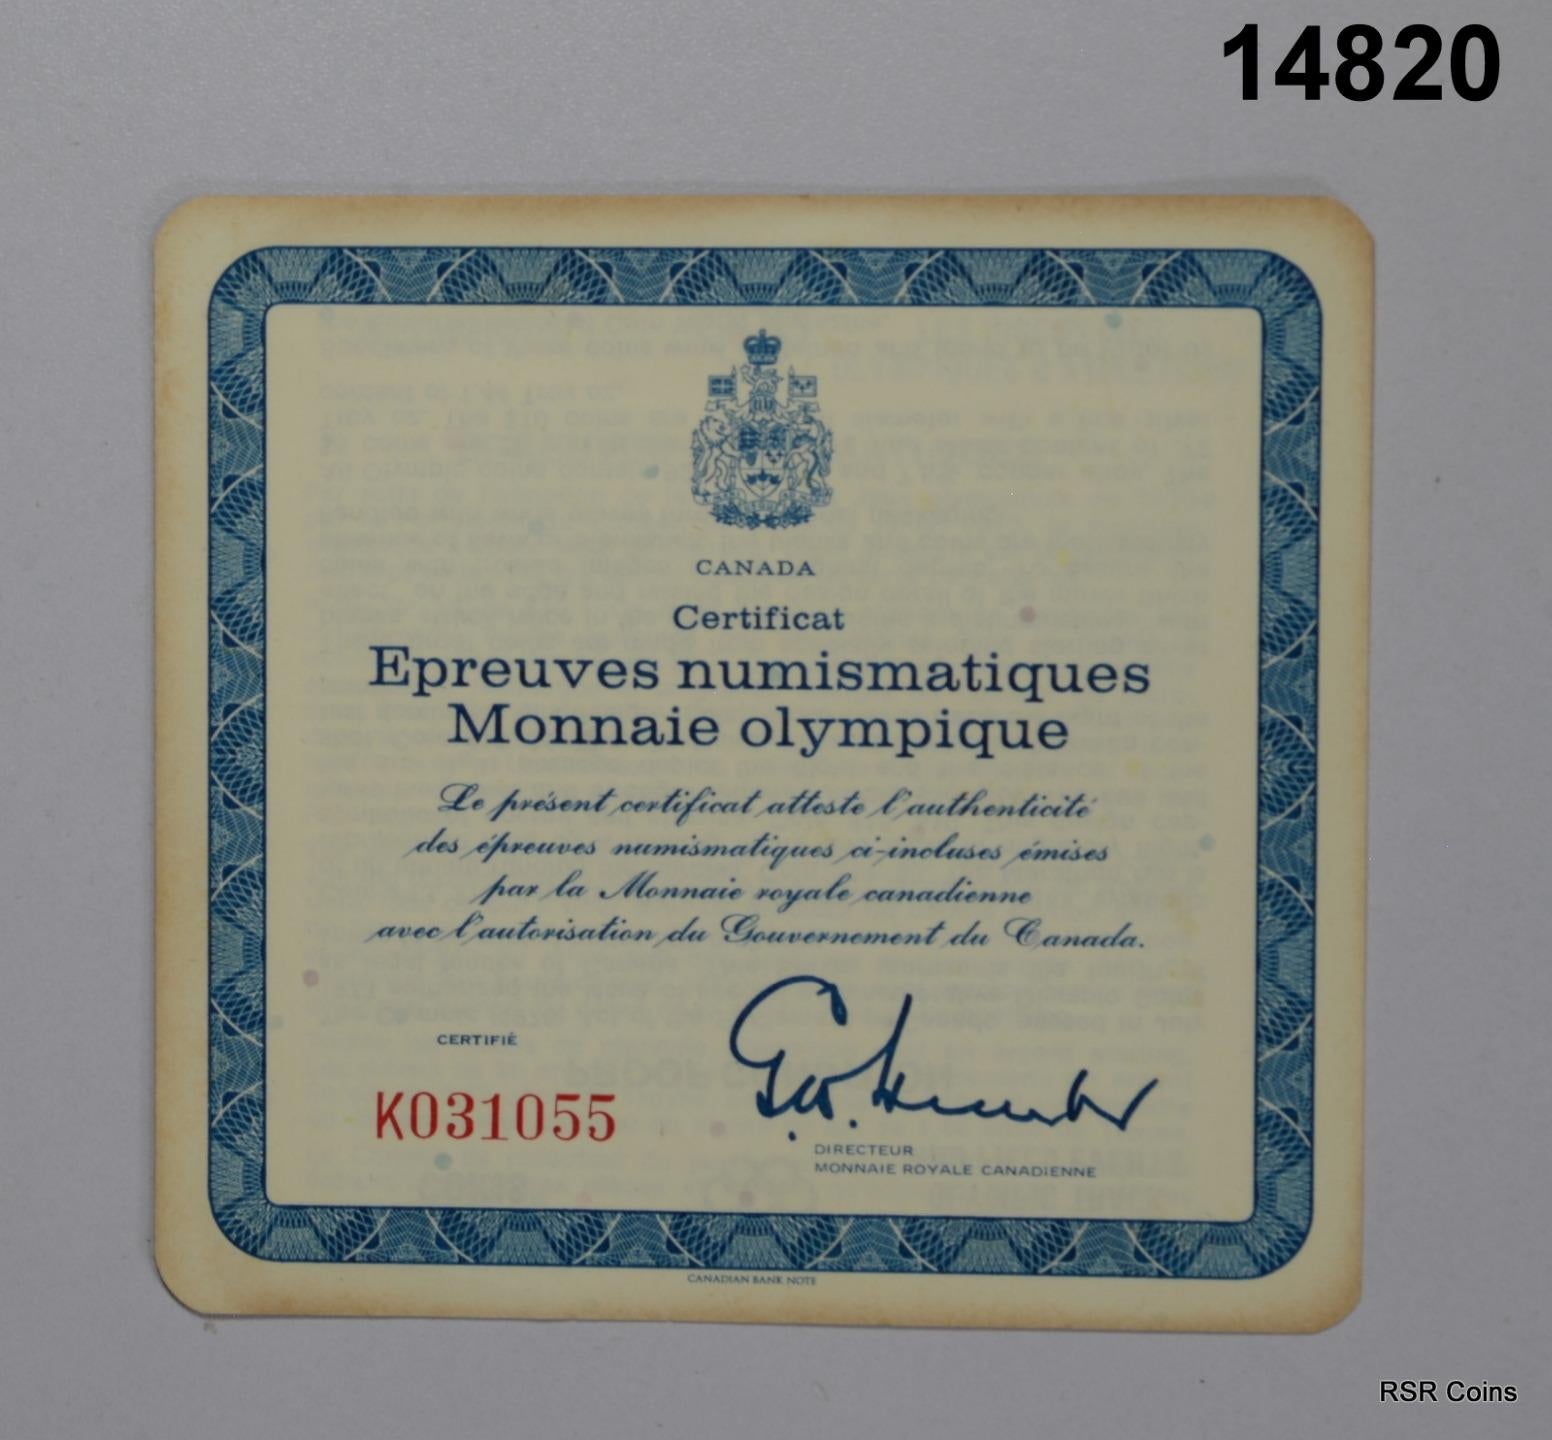 14820
CANADA
Certificat
Epreuves numismatiques
Monnaie olympique
Le présent certificat atteste l'authenticité
des épreuves numismatiques ci-incluses émises
par la Monnaie royale canadienne
avec l'autorisation du Gouvernement du Canada.
CERTIFIÉ
K031055
DIRECTEUR
MONNAIE ROYALE CANADIENNE
CANADIAN BANK NOTE
RSR Coins